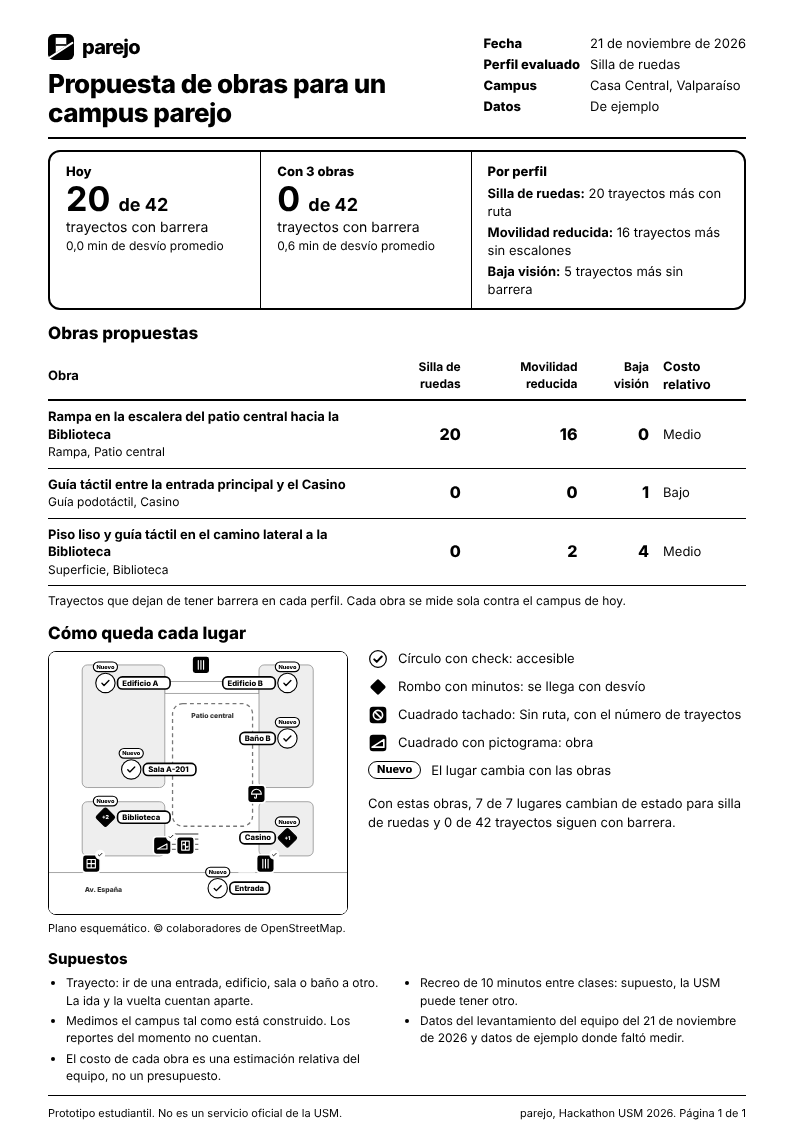 parejo
Propuesta de obras para un
campus parejo
Fecha 21 de noviembre de 2026
Perfil evaluado Silla de ruedas
Campus Casa Central, Valparaíso
Datos De ejemplo
Hoy
20 de 42
trayectos con barrera
0,0 min de desvío promedio
Con 3 obras
0 de 42
trayectos con barrera
0,6 min de desvío promedio
Por perfil
Silla de ruedas: 20 trayectos más con
ruta
Movilidad reducida: 16 trayectos más
sin escalones
Baja visión: 5 trayectos más sin
barrera
Obras propuestas
Obra
Silla de
ruedas
Movilidad
reducida
Baja
visión
Costo
relativo
Rampa en la escalera del patio central hacia la
Biblioteca
Rampa, Patio central
20 16 0 Medio
Guía táctil entre la entrada principal y el Casino
Guía podotáctil, Casino
0 0 1 Bajo
Piso liso y guía táctil en el camino lateral a la
Biblioteca
Superficie, Biblioteca
0 2 4 Medio
Trayectos que dejan de tener barrera en cada perfil. Cada obra se mide sola contra el campus de hoy.
Cómo queda cada lugar
Nuevo
Edificio A
Nuevo
Edificio B
Patio central
Nuevo
Baño B
Nuevo
Sala A-201
Nuevo
+2 Biblioteca
Nuevo
Casino +1
Nuevo
Entrada
Av. España
Plano esquemático. © colaboradores de OpenStreetMap.
Círculo con check: accesible
Rombo con minutos: se llega con desvío
Cuadrado tachado: Sin ruta, con el número de trayectos
Cuadrado con pictograma: obra
Nuevo El lugar cambia con las obras
Con estas obras, 7 de 7 lugares cambian de estado para silla
de ruedas y 0 de 42 trayectos siguen con barrera.
Supuestos
• Trayecto: ir de una entrada, edificio, sala o baño a otro.
La ida y la vuelta cuentan aparte.
• Medimos el campus tal como está construido. Los
reportes del momento no cuentan.
• El costo de cada obra es una estimación relativa del
equipo, no un presupuesto.
• Recreo de 10 minutos entre clases: supuesto, la USM
puede tener otro.
• Datos del levantamiento del equipo del 21 de noviembre
de 2026 y datos de ejemplo donde faltó medir.
Prototipo estudiantil. No es un servicio oficial de la USM.
parejo, Hackathon USM 2026. Página 1 de 1